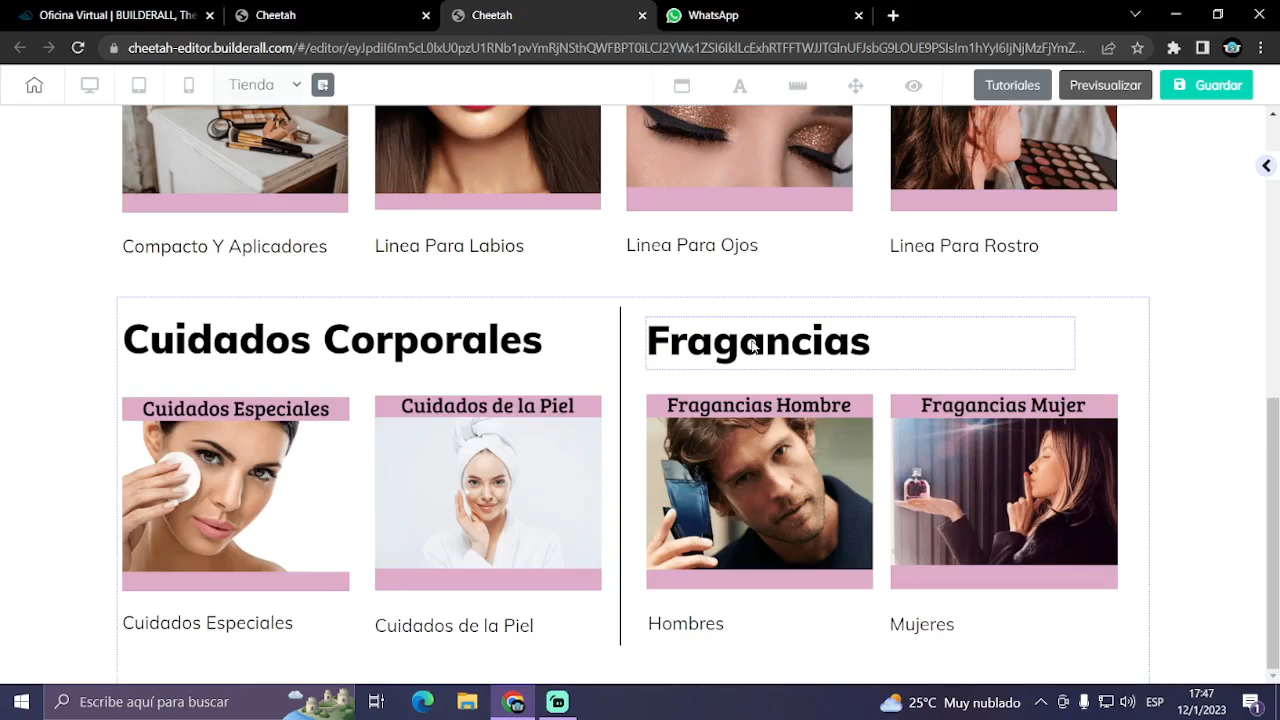 Oficina Virtual | BUILDERALL, The
Cheetah
Cheetah
WhatsApp
cheetah-editor.builderall.com/#/editor/
Tienda
Tutoriales
Previsualizar
Guardar
Compacto Y Aplicadores
Linea Para Labios
Linea Para Ojos
Linea Para Rostro
Cuidados Corporales
Fragancias
Cuidados Especiales
Cuidados de la Piel
Fragancias Hombre
Fragancias Mujer
Cuidados Especiales
Cuidados de la Piel
Hombres
Mujeres
Escribe aquí para buscar
25°C Muy nublado
ESP
17:47
12/1/2023
1